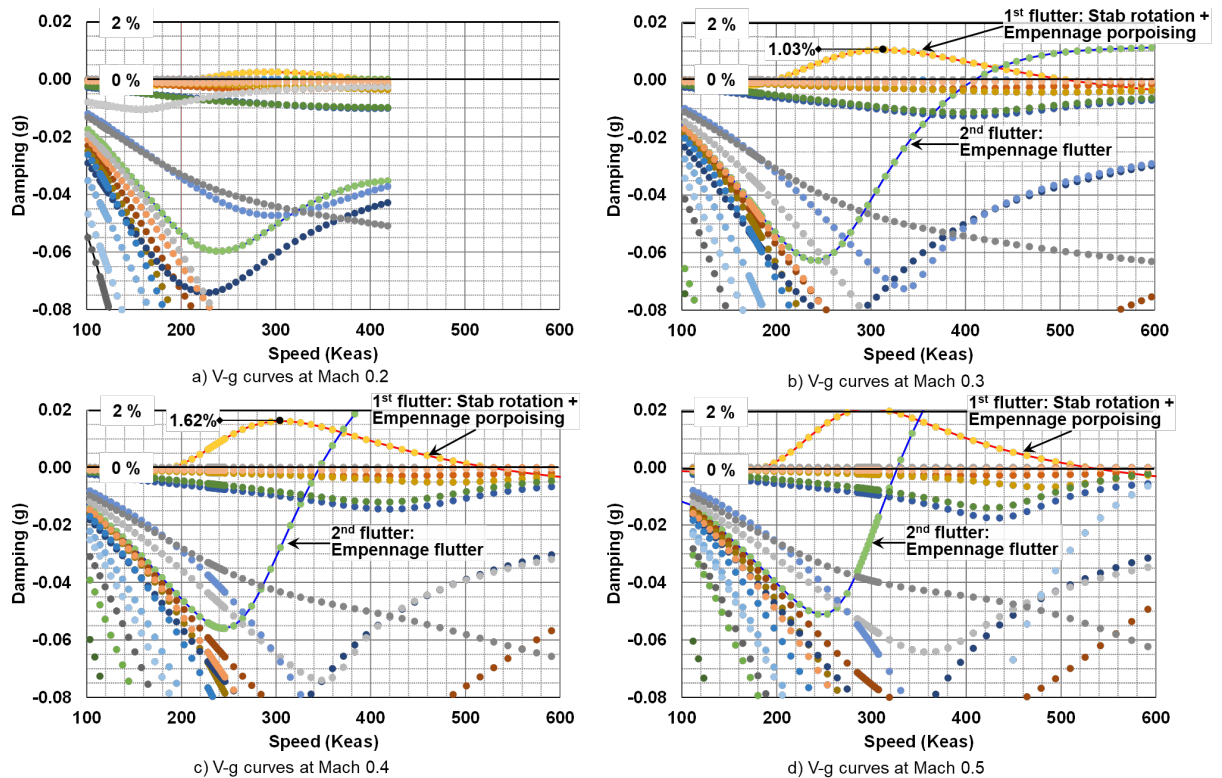 0.02
0.00
-0.02
-0.04
-0.06
-0.08
2 %
0 %
Damping (g)
100 200 300 400 500 600
Speed (Keas)
a) V-g curves at Mach 0.2
0.02
0.00
-0.02
-0.04
-0.06
-0.08
2 %
0 %
1.03%
1st flutter: Stab rotation +
Empennage porpoising
2nd flutter:
Empennage flutter
Damping (g)
100 200 300 400 500 600
Speed (Keas)
b) V-g curves at Mach 0.3
0.02
0.00
-0.02
-0.04
-0.06
-0.08
2 %
0 %
1.62%
1st flutter: Stab rotation +
Empennage porpoising
2nd flutter:
Empennage flutter
Damping (g)
100 200 300 400 500 600
Speed (Keas)
c) V-g curves at Mach 0.4
0.02
0.00
-0.02
-0.04
-0.06
-0.08
2 %
0 %
1st flutter: Stab rotation +
Empennage porpoising
2nd flutter:
Empennage flutter
Damping (g)
100 200 300 400 500 600
Speed (Keas)
d) V-g curves at Mach 0.5